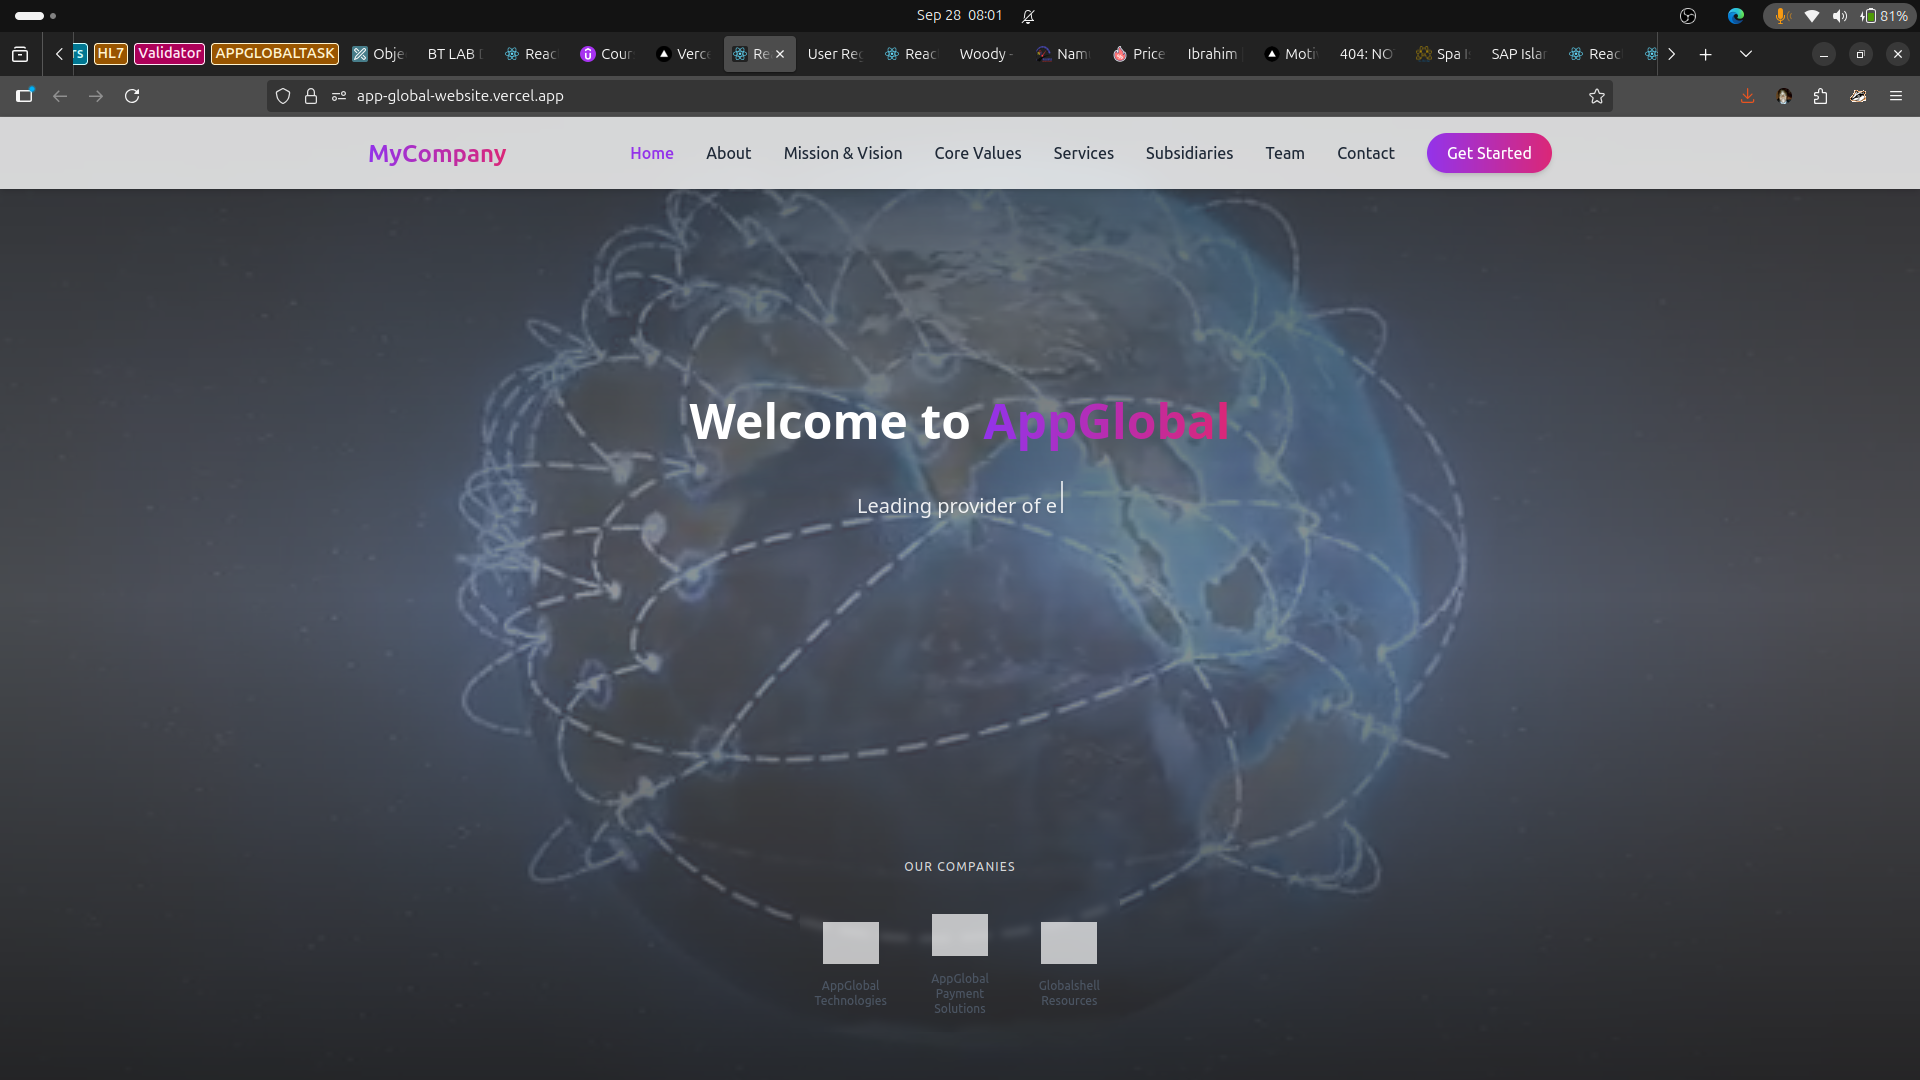 Sep 28 08:01
81%
rs HL7 Validator APPGLOBALTASK Obje BT LAB Reac Cour Verce Re User Reg Reac Woody - Nam Price Ibrahim Moti 404: NO Spa I SAP Islar Reac
app-global-website.vercel.app
MyCompany Home About Mission & Vision Core Values Services Subsidiaries Team Contact Get Started
Welcome to AppGlobal
Leading provider of e
OUR COMPANIES
AppGlobal
Technologies
AppGlobal
Payment
Solutions
Globalshell
Resources